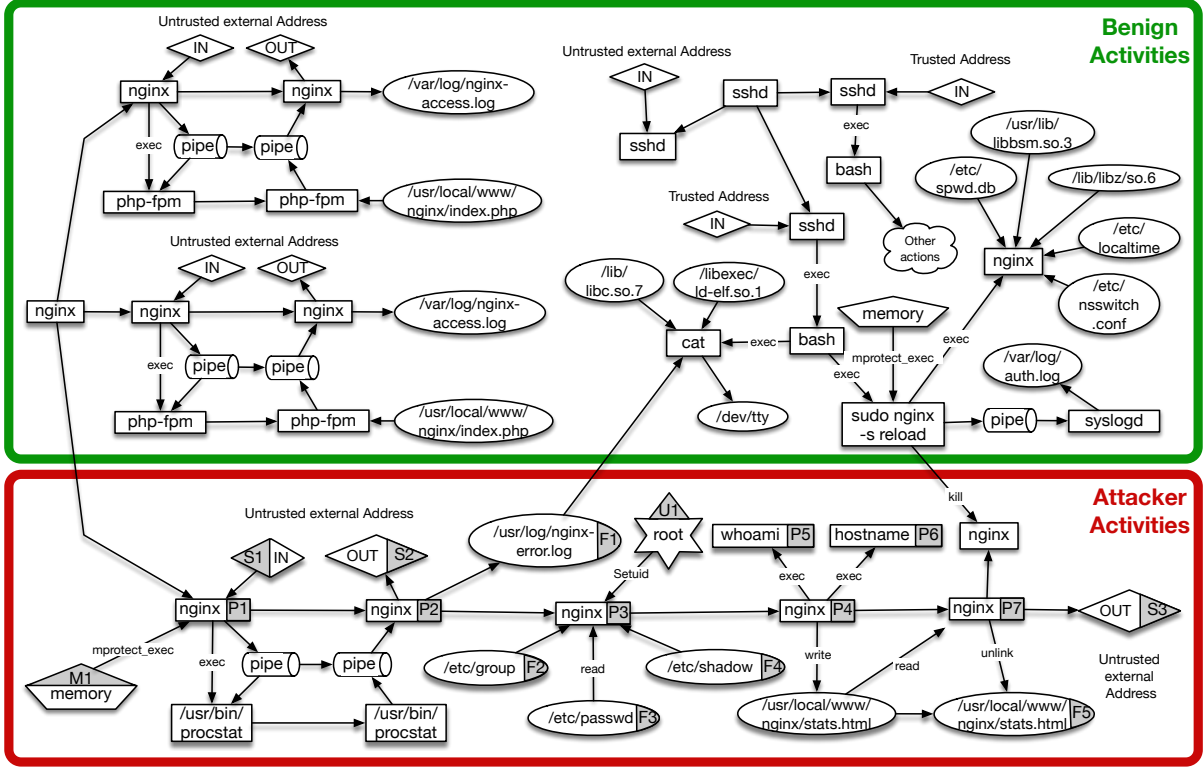 Benign
Activities
Untrusted external Address
IN
OUT
nginx
nginx
/var/log/nginx-
access.log
exec
pipe
pipe
php-fpm
php-fpm
/usr/local/www/
nginx/index.php
Untrusted external Address
IN
OUT
nginx
nginx
nginx
/var/log/nginx-
access.log
exec
pipe
pipe
php-fpm
php-fpm
/usr/local/www/
nginx/index.php
Untrusted external Address
IN
sshd
sshd
sshd
Trusted Address
IN
exec
bash
Other
actions
Trusted Address
IN
sshd
exec
/lib/
libc.so.7
/libexec/
ld-elf.so.1
cat
exec
bash
exec
/dev/tty
memory
mprotect_exec
sudo nginx
-s reload
exec
pipe
syslogd
/var/log/
auth.log
/usr/lib/
libbsm.so.3
/etc/
spwd.db
/lib/libz/so.6
/etc/
localtime
/etc/
nsswitch
.conf
nginx
kill
Attacker
Activities
Untrusted external Address
S1
IN
OUT
S2
/usr/log/nginx-
error.log
F1
U1
root
Setuid
whoami
P5
hostname
P6
exec
exec
nginx
nginx
P1
nginx
P2
nginx
P3
nginx
P4
nginx
P7
OUT
S3
mprotect_exec
M1
memory
exec
pipe
pipe
/usr/bin/
procstat
/usr/bin/
procstat
/etc/group
F2
read
/etc/shadow
F4
/etc/passwd
F3
write
read
unlink
/usr/local/www/
nginx/stats.html
/usr/local/www/
nginx/stats.html
F5
Untrusted
external
Address